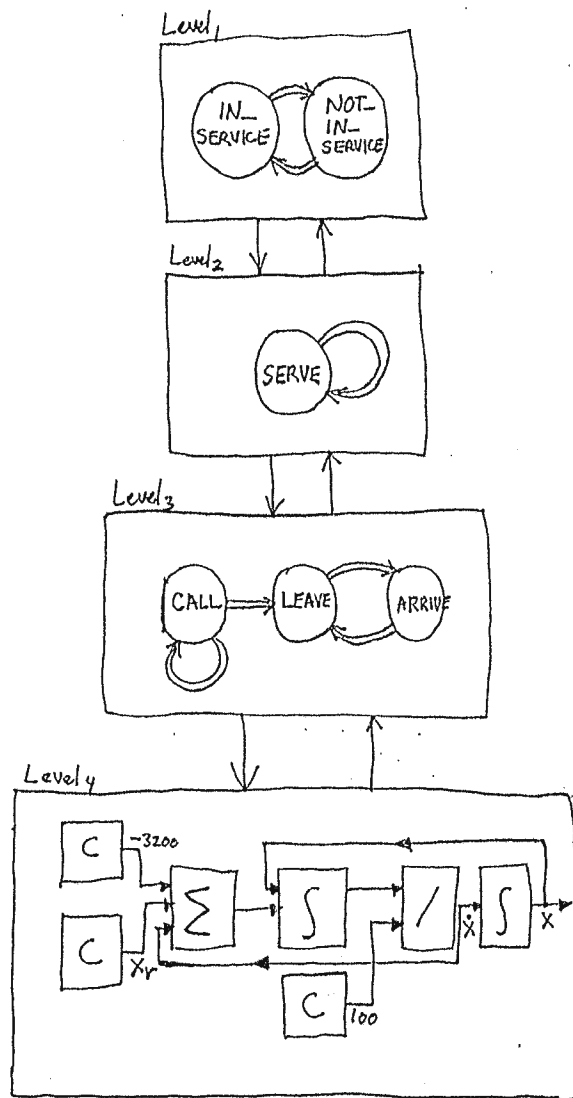 Level1
IN_
SERVICE
NOT_
IN_
SERVICE
Level2
SERVE
Level3
CALL
LEAVE
ARRIVE
Level4
C
-3200
Σ
∫
/
∫
C
Xr
ẋ
X
C
100